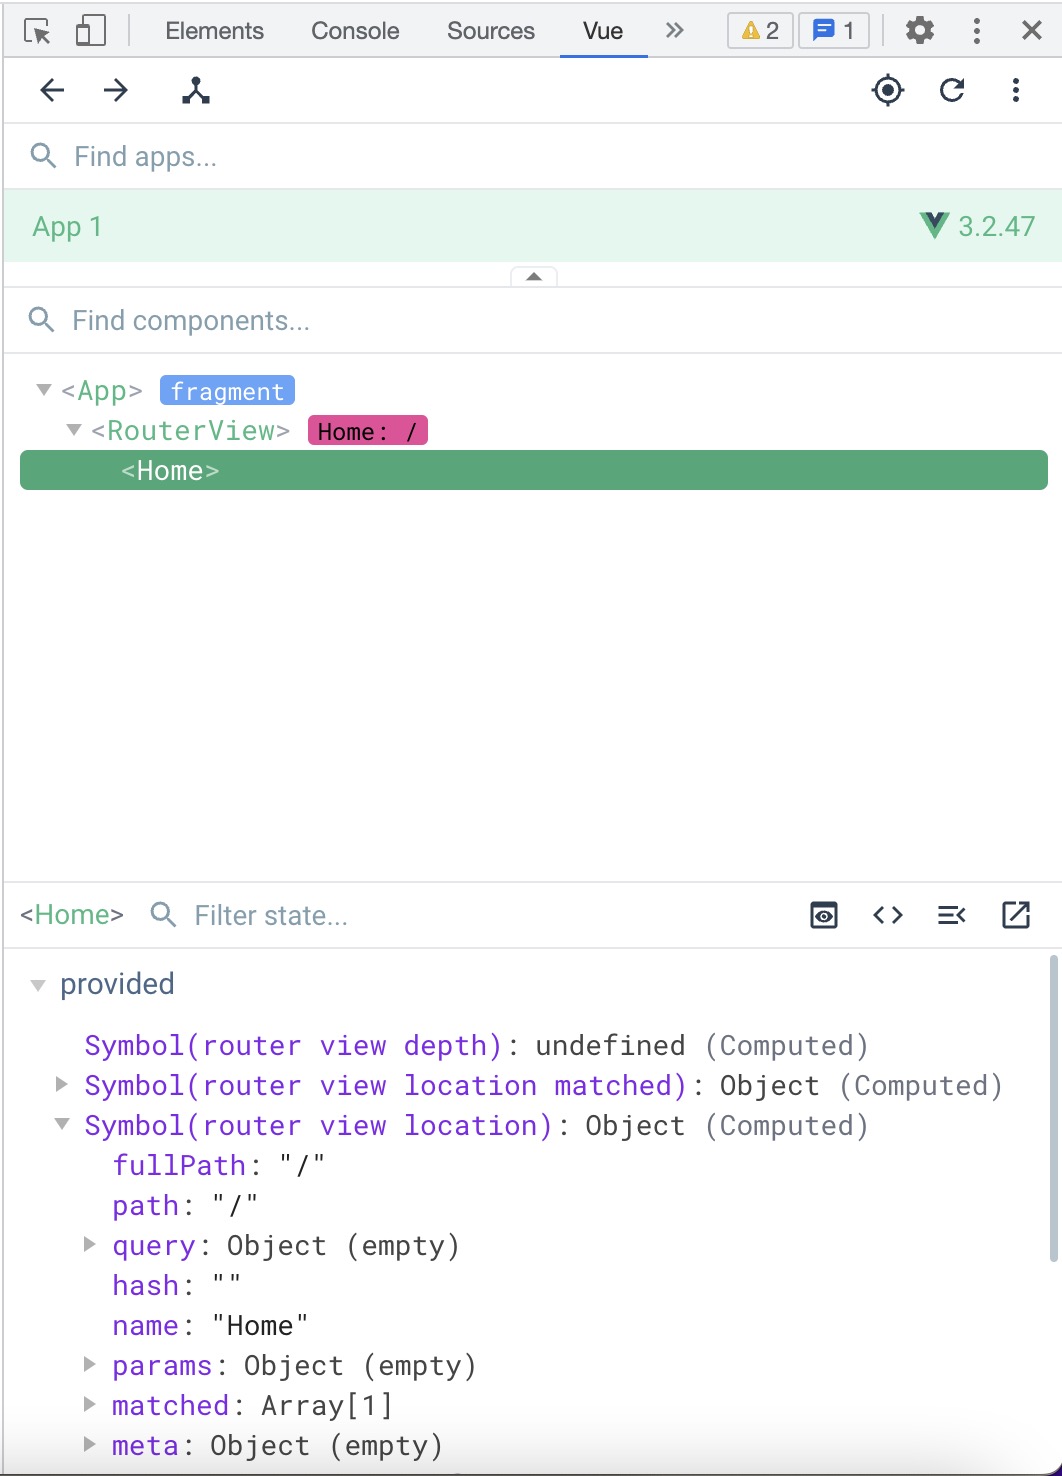 Elements Console Sources Vue 2 1
Find apps...
App 1 3.2.47
Find components...
<App> fragment
<RouterView> Home: /
<Home>
<Home> Filter state...
provided
Symbol(router view depth): undefined (Computed)
Symbol(router view location matched): Object (Computed)
Symbol(router view location): Object (Computed)
fullPath: "/"
path: "/"
query: Object (empty)
hash: ""
name: "Home"
params: Object (empty)
matched: Array[1]
meta: Object (empty)